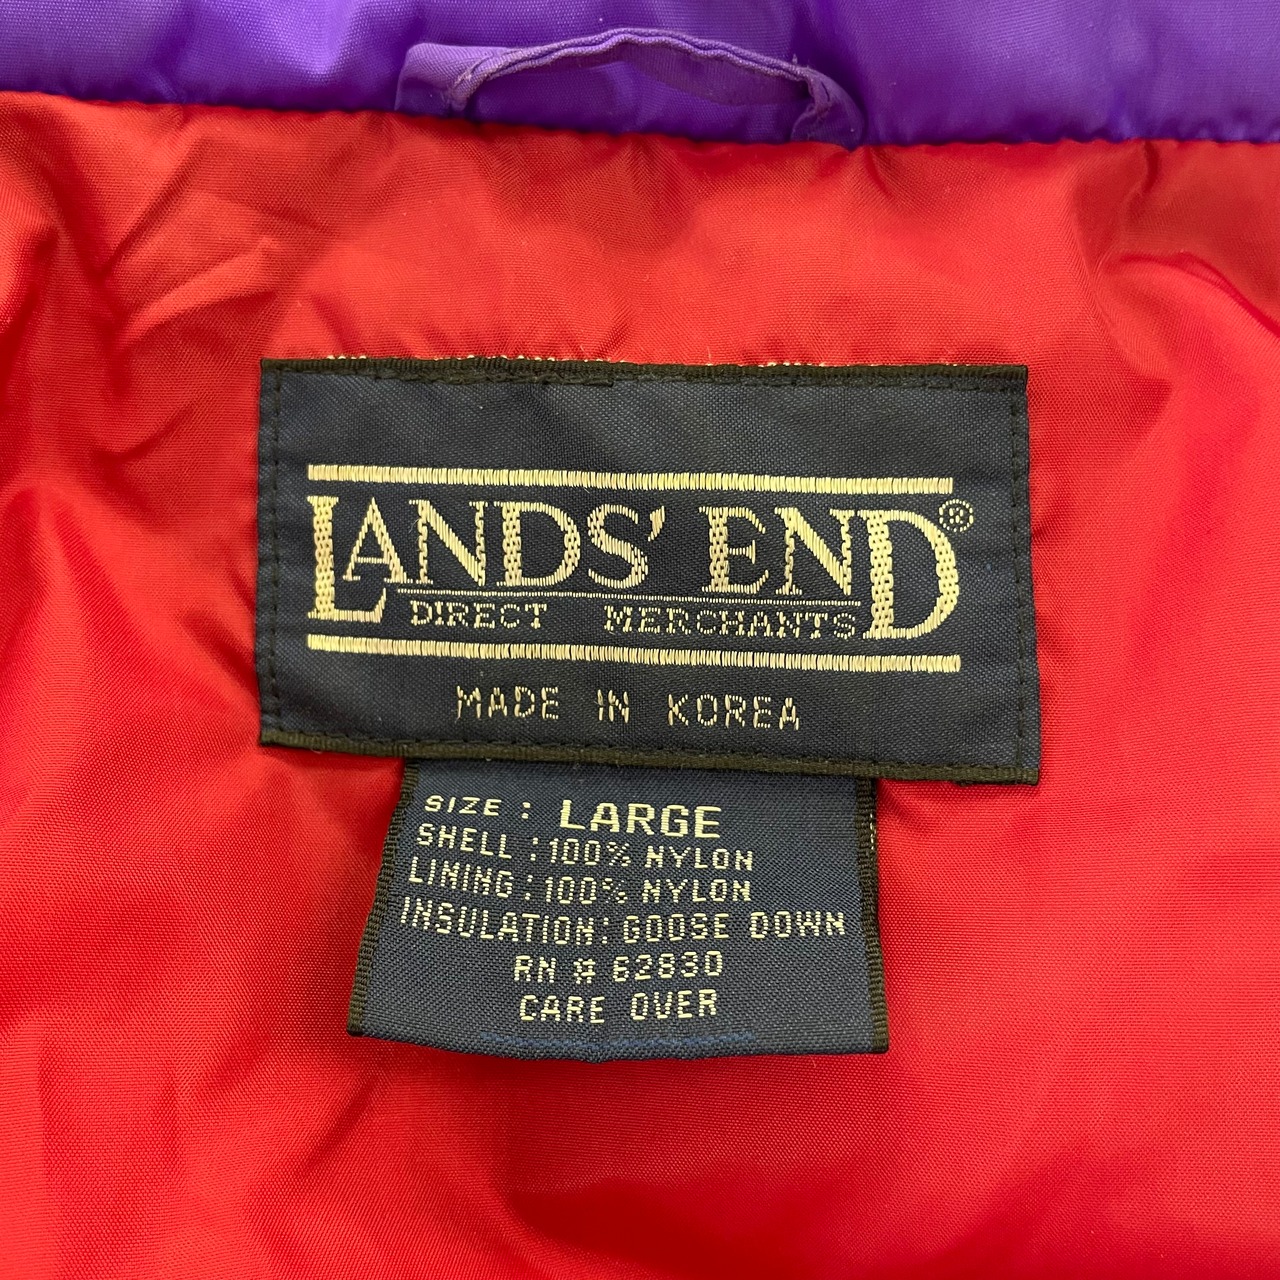 LANDS' END®
DIRECT MERCHANTS
MADE IN KOREA
SIZE : LARGE
SHELL : 100% NYLON
LINING : 100% NYLON
INSULATION: GOOSE DOWN
RN # 62830
CARE OVER